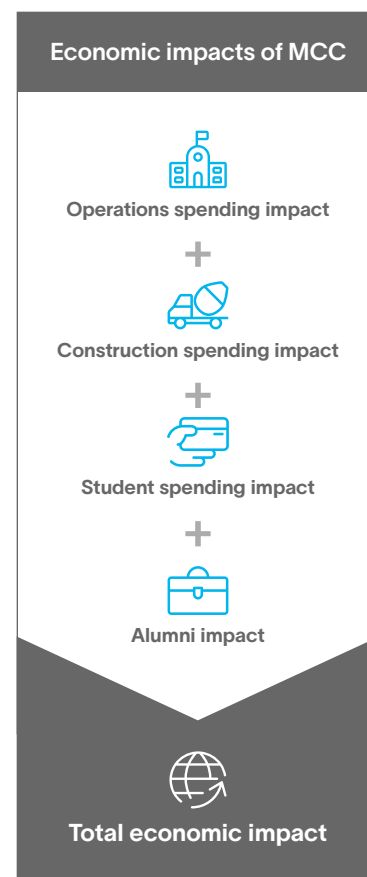 Economic impacts of MCC
Operations spending impact
+
Construction spending impact
+
Student spending impact
+
Alumni impact
Total economic impact